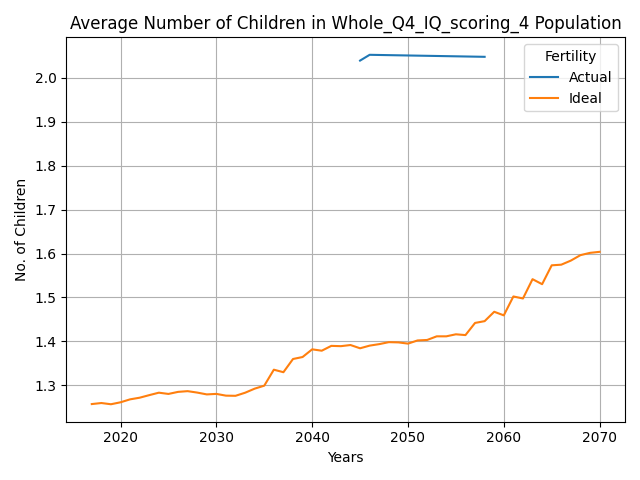 Average Number of Children in Whole_Q4_IQ_scoring_4 Population
Fertility
Actual
Ideal
No. of Children
2.0
1.9
1.8
1.7
1.6
1.5
1.4
1.3
2020 2030 2040 2050 2060 2070
Years